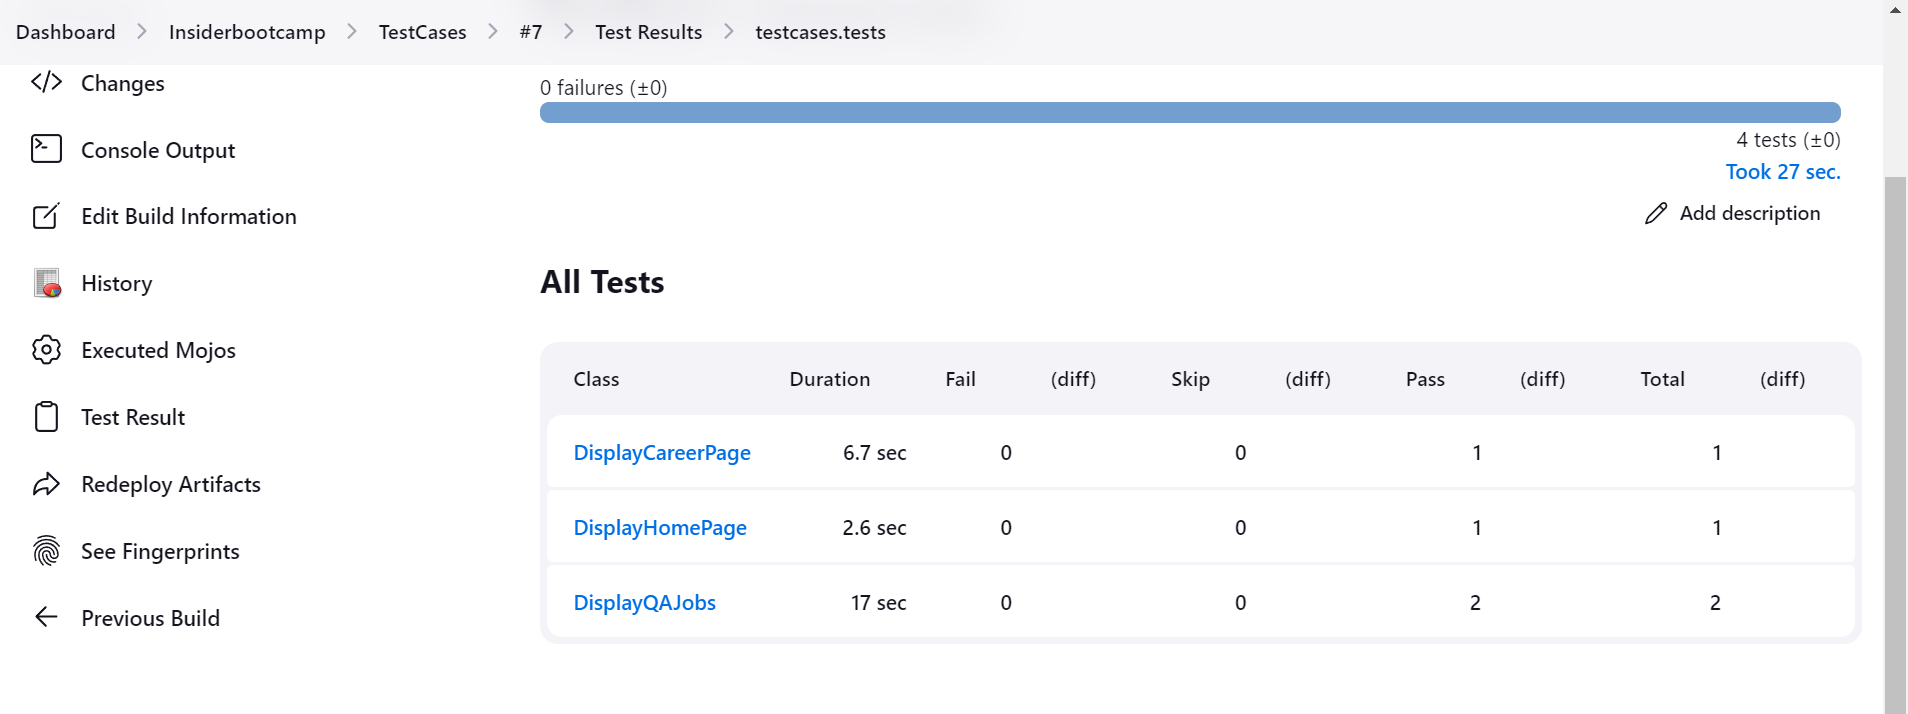 Dashboard > Insiderbootcamp > TestCases > #7 > Test Results > testcases.tests
Changes
Console Output
Edit Build Information
History
Executed Mojos
Test Result
Redeploy Artifacts
See Fingerprints
Previous Build
0 failures (±0)
4 tests (±0)
Took 27 sec.
Add description
All Tests
Class Duration Fail (diff) Skip (diff) Pass (diff) Total (diff)
DisplayCareerPage 6.7 sec 0 0 1 1
DisplayHomePage 2.6 sec 0 0 1 1
DisplayQAJobs 17 sec 0 0 2 2